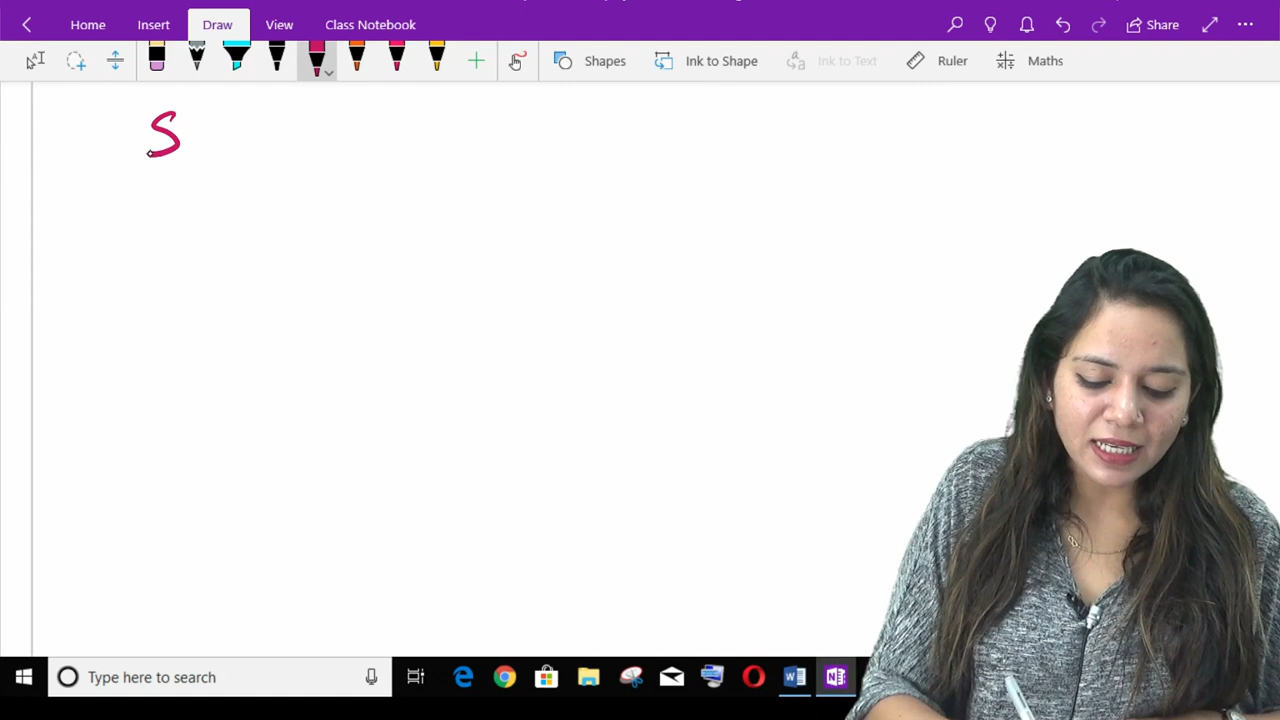 Home Insert Draw View Class Notebook Share
Shapes Ink to Shape Ink to Text Ruler Maths
S
Type here to search